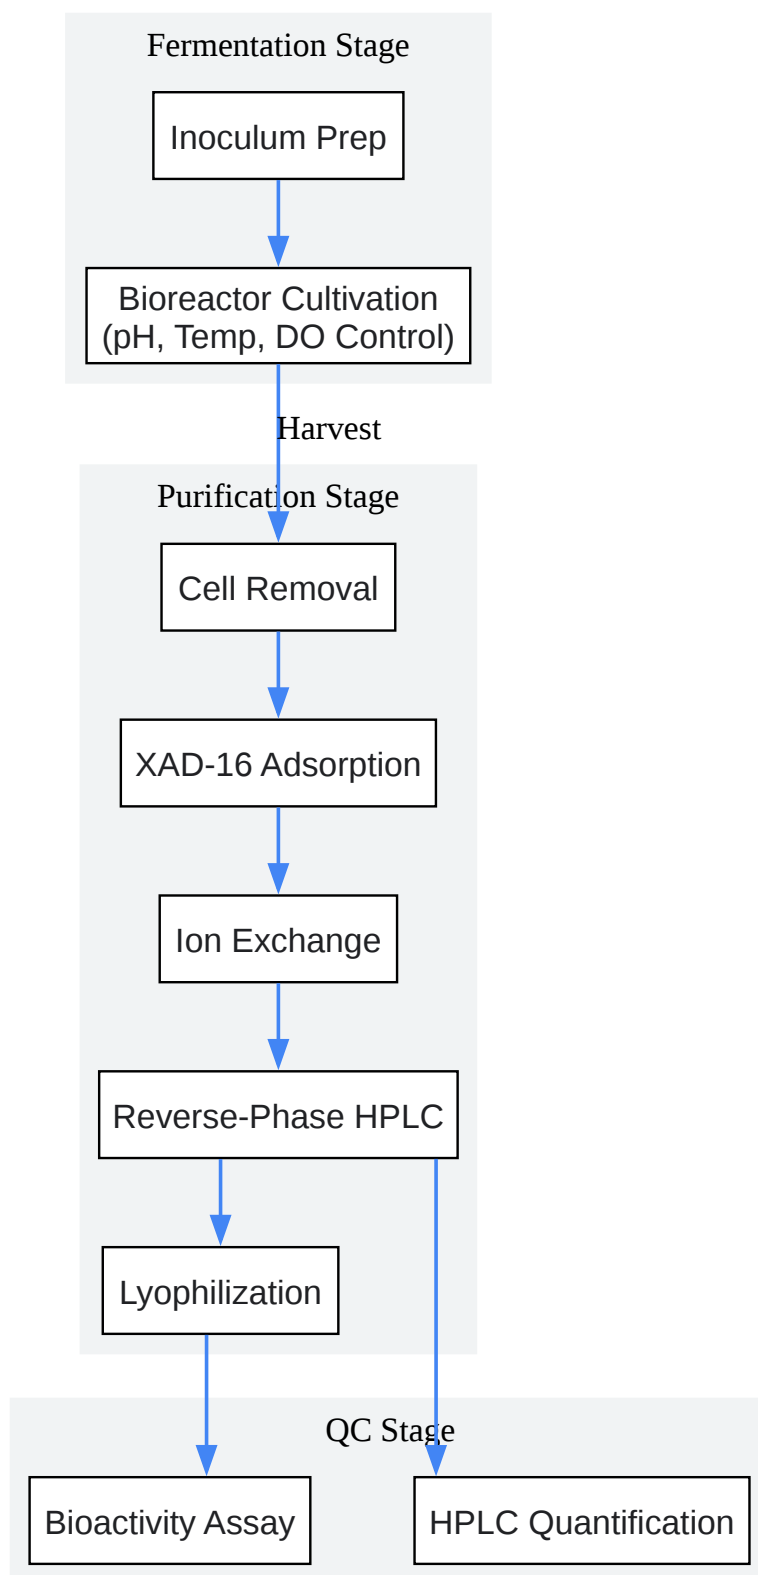 Fermentation Stage
Inoculum Prep
Bioreactor Cultivation
(pH, Temp, DO Control)
Harvest
Purification Stage
Cell Removal
XAD-16 Adsorption
Ion Exchange
Reverse-Phase HPLC
Lyophilization
QC Stage
Bioactivity Assay
HPLC Quantification